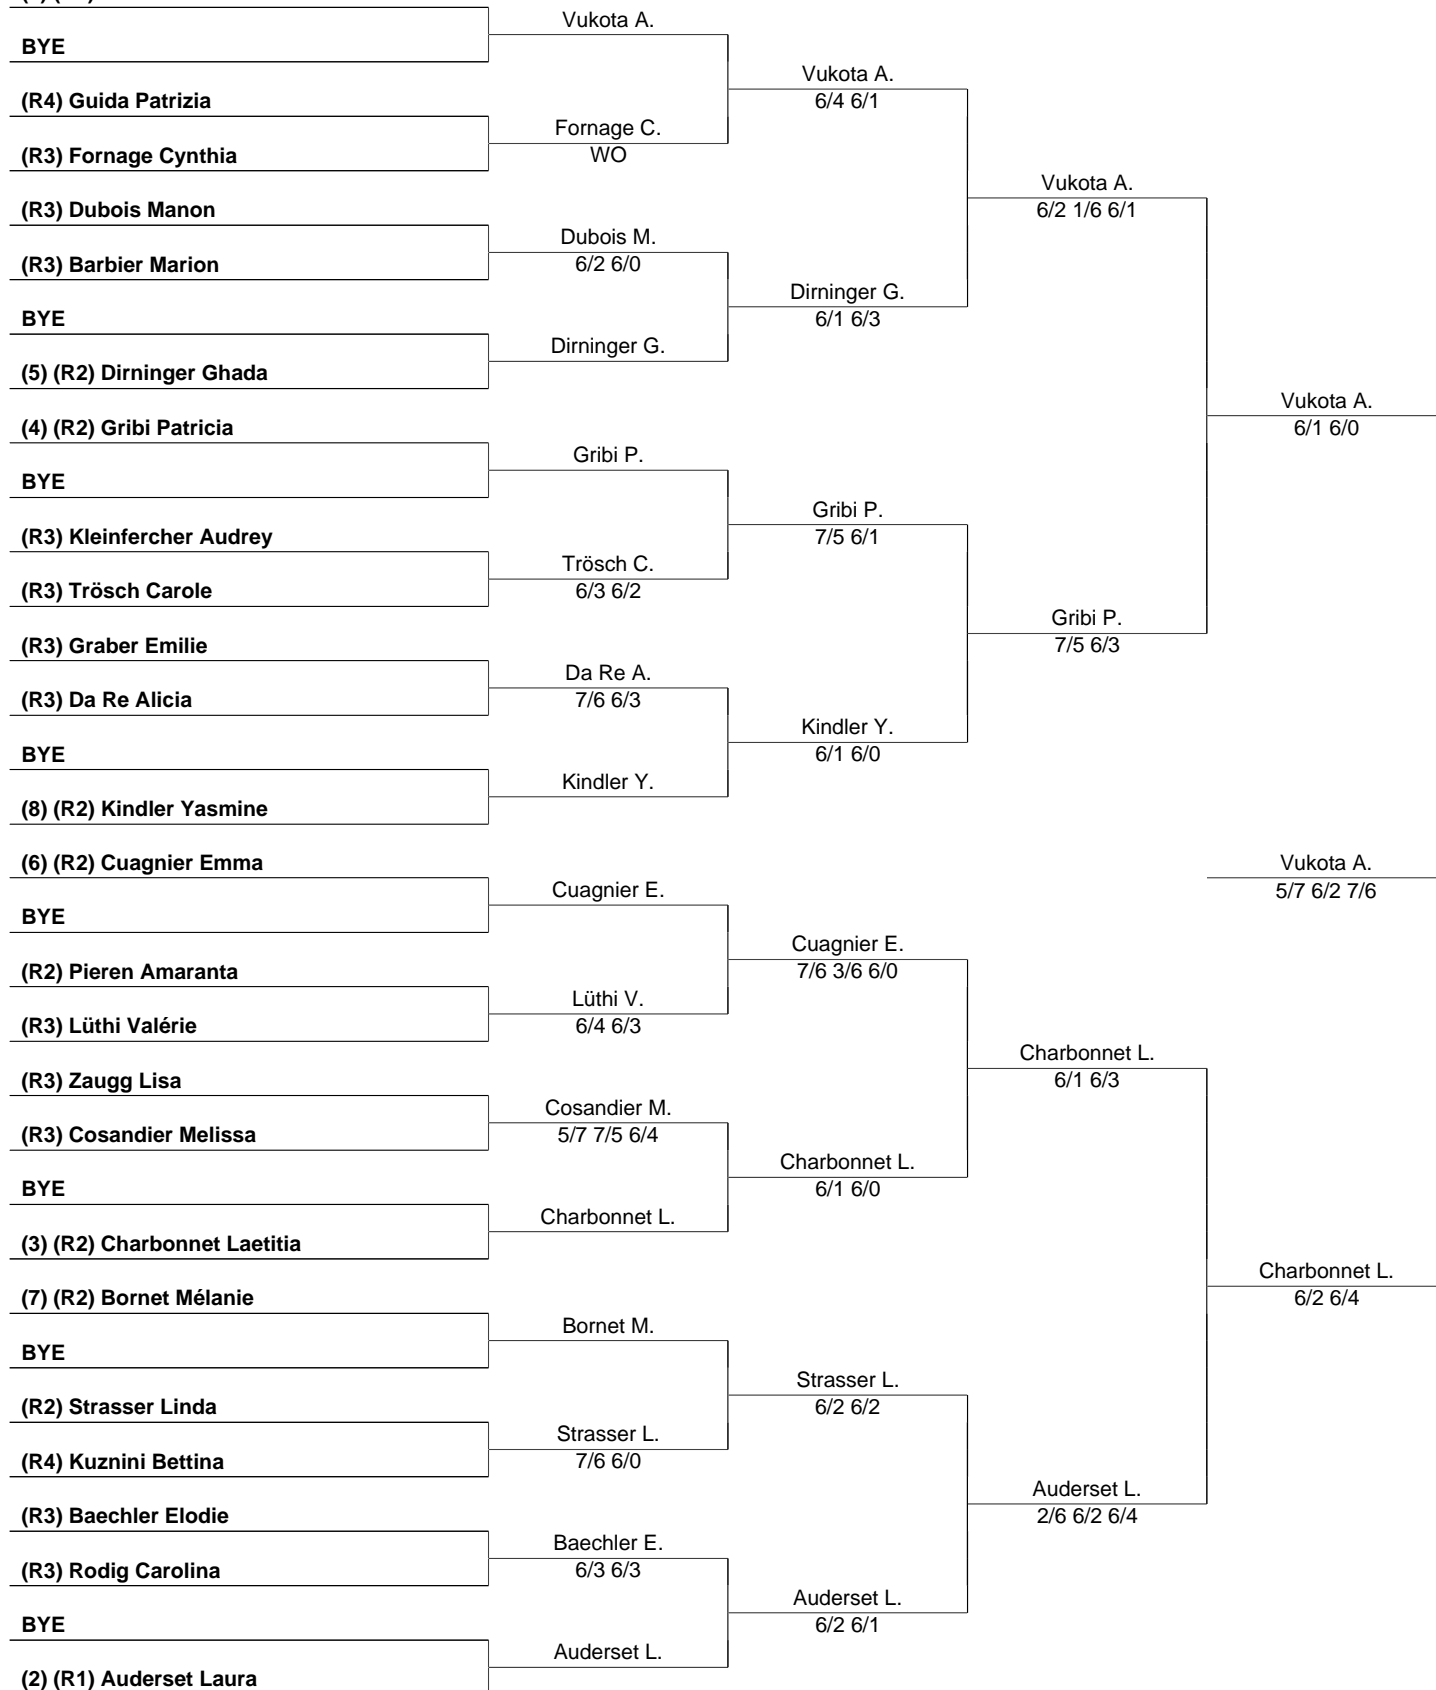 Vukota A.
BYE
Vukota A.
(R4) Guida Patrizia
6/4 6/1
Fornage C.
(R3) Fornage Cynthia
WO
Vukota A.
(R3) Dubois Manon
6/2 1/6 6/1
Dubois M.
(R3) Barbier Marion
6/2 6/0
Dirninger G.
BYE
6/1 6/3
Dirninger G.
(5) (R2) Dirninger Ghada
Vukota A.
(4) (R2) Gribi Patricia
6/1 6/0
Gribi P.
BYE
Gribi P.
(R3) Kleinfercher Audrey
7/5 6/1
Trösch C.
(R3) Trösch Carole
6/3 6/2
Gribi P.
(R3) Graber Emilie
7/5 6/3
Da Re A.
(R3) Da Re Alicia
7/6 6/3
Kindler Y.
BYE
6/1 6/0
Kindler Y.
(8) (R2) Kindler Yasmine
(6) (R2) Cuagnier Emma
Vukota A.
5/7 6/2 7/6
Cuagnier E.
BYE
Cuagnier E.
(R2) Pieren Amaranta
7/6 3/6 6/0
Lüthi V.
(R3) Lüthi Valérie
6/4 6/3
Charbonnet L.
(R3) Zaugg Lisa
6/1 6/3
Cosandier M.
(R3) Cosandier Melissa
5/7 7/5 6/4
Charbonnet L.
BYE
6/1 6/0
Charbonnet L.
(3) (R2) Charbonnet Laetitia
Charbonnet L.
(7) (R2) Bornet Mélanie
6/2 6/4
Bornet M.
BYE
Strasser L.
(R2) Strasser Linda
6/2 6/2
Strasser L.
(R4) Kuznini Bettina
7/6 6/0
Auderset L.
(R3) Baechler Elodie
2/6 6/2 6/4
Baechler E.
(R3) Rodig Carolina
6/3 6/3
Auderset L.
BYE
6/2 6/1
Auderset L.
(2) (R1) Auderset Laura